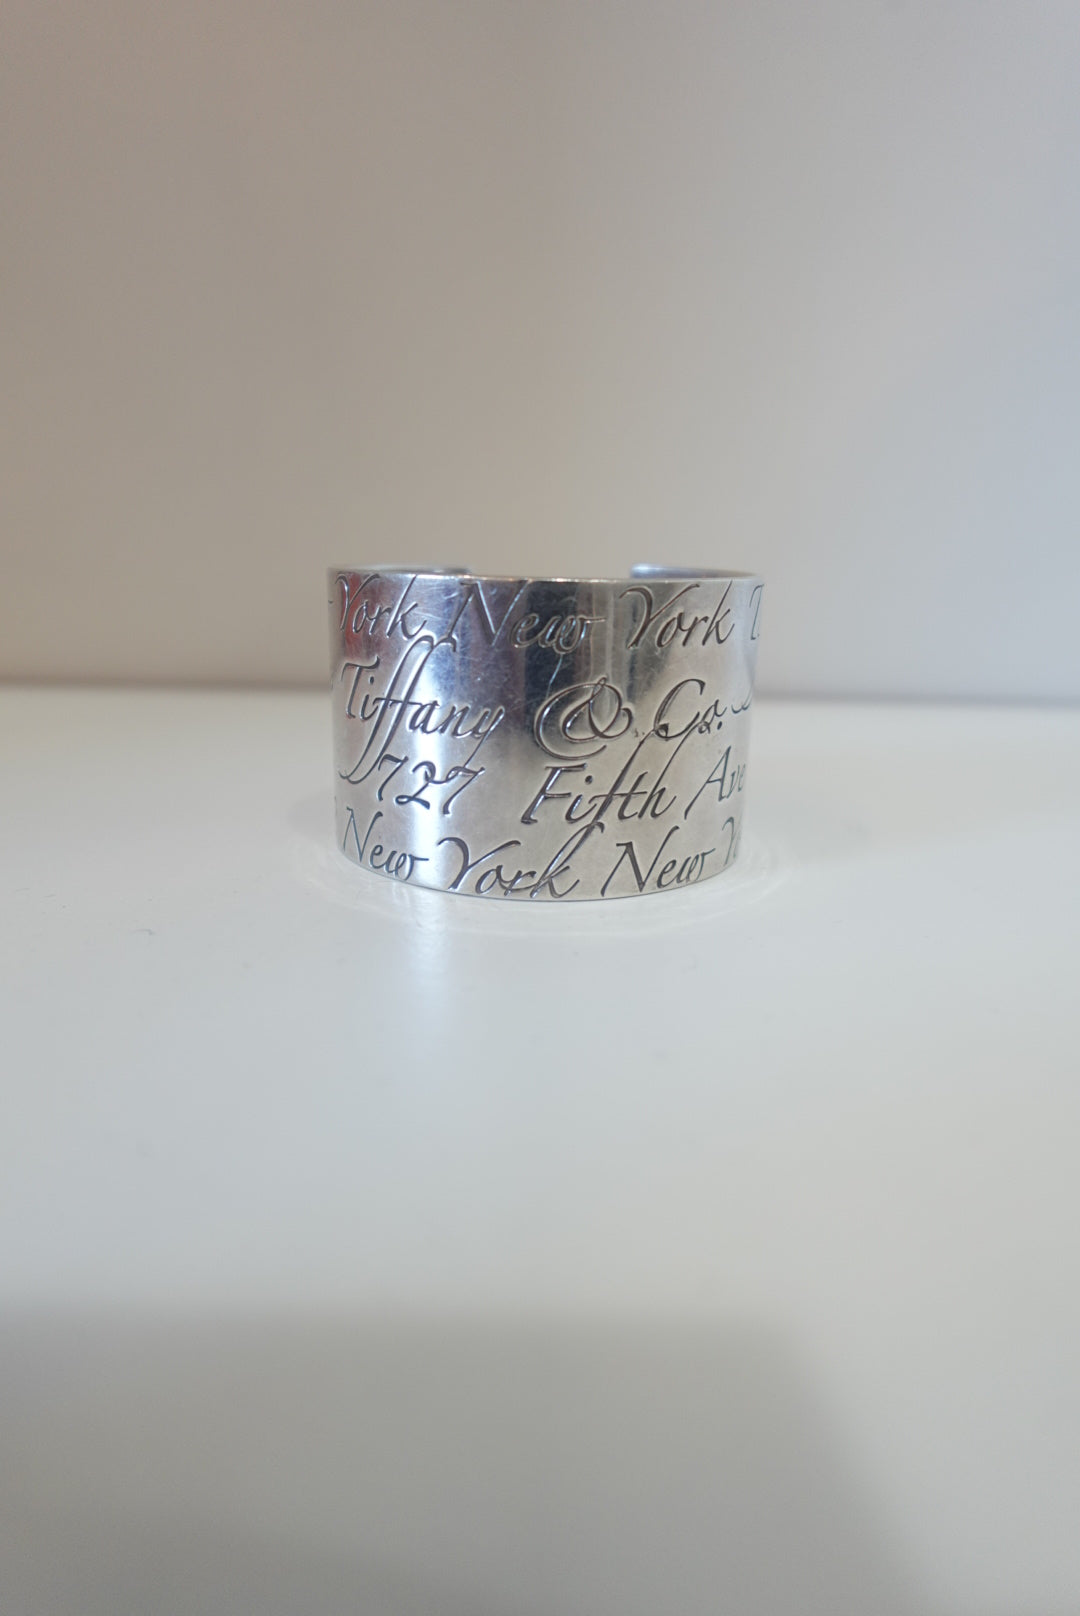 York New York
Tiffany & Co.
727 Fifth Ave
New York New